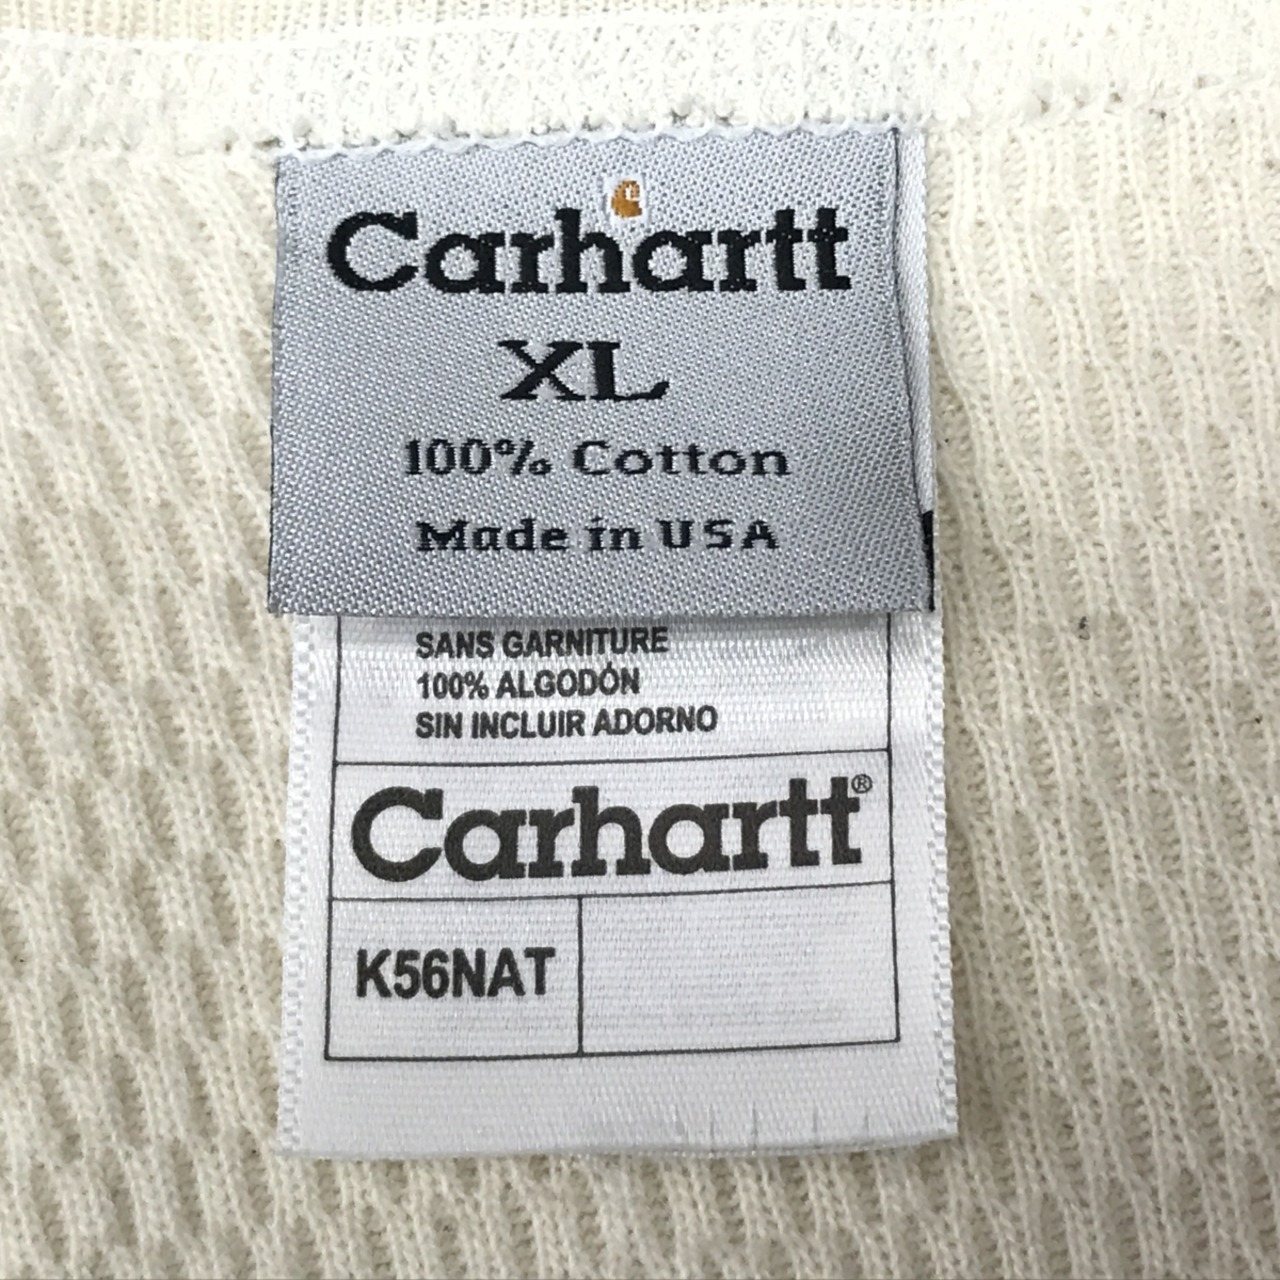 Carhartt
XL
100% Cotton
Made in USA
SANS GARNITURE
100% ALGODÓN
SIN INCLUIR ADORNO
Carhartt®
K56NAT